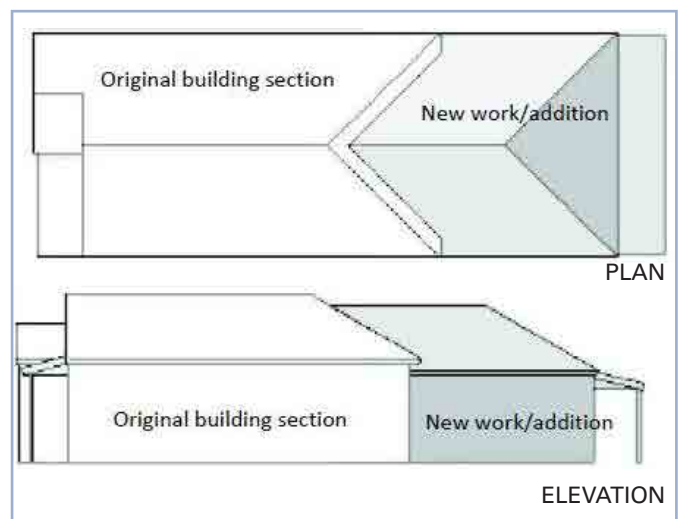 Original building section
New work/addition
PLAN
Original building section
New work/addition
ELEVATION